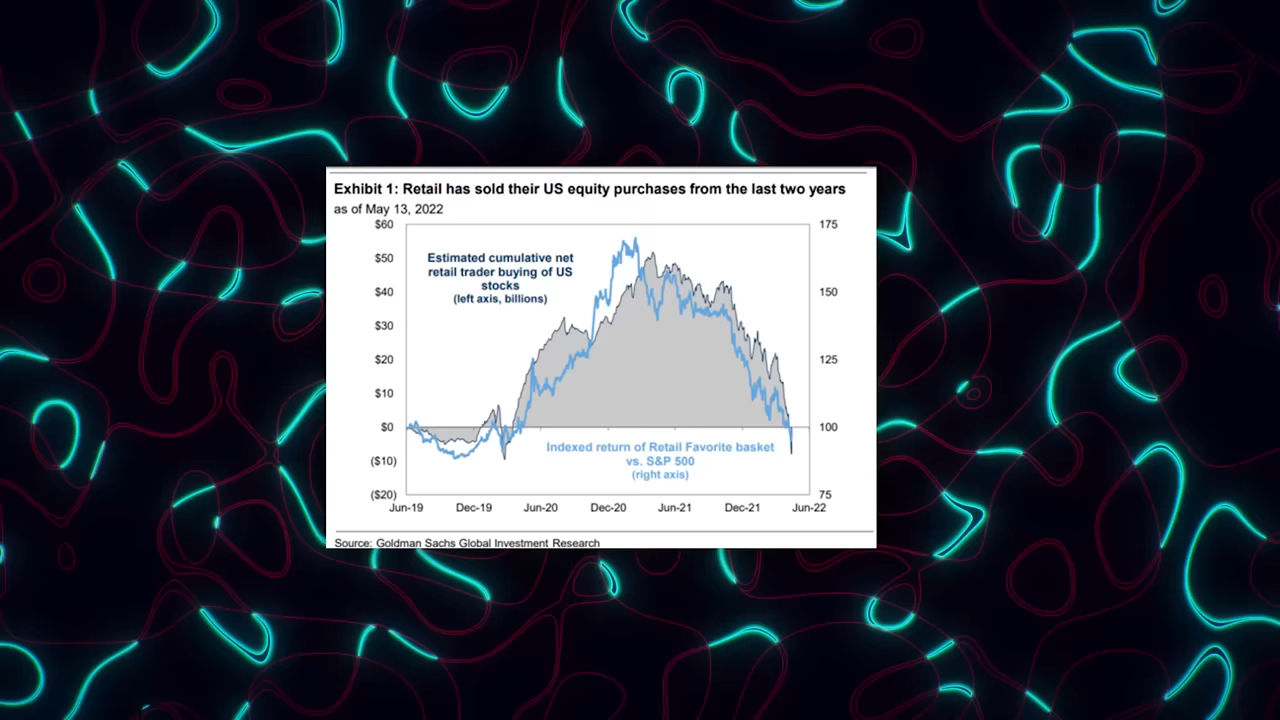 Exhibit 1: Retail has sold their US equity purchases from the last two years
as of May 13, 2022
$60
$50
$40
$30
$20
$10
$0
($10)
($20)
Estimated cumulative net
retail trader buying of US
stocks
(left axis, billions)
Indexed return of Retail Favorite basket
vs. S&P 500
(right axis)
175
150
125
100
75
Jun-19 Dec-19 Jun-20 Dec-20 Jun-21 Dec-21 Jun-22
Source: Goldman Sachs Global Investment Research